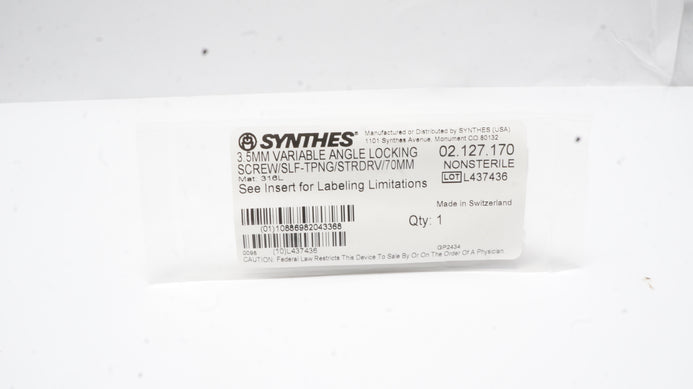 SYNTHES®
Manufactured or Distributed by SYNTHES (USA)
1101 Synthes Avenue, Monument CO 80132
3.5MM VARIABLE ANGLE LOCKING
SCREW/SLF-TPNG/STRDRV/70MM
Mat: 316L
See Insert for Labeling Limitations
02.127.170
NONSTERILE
LOT L437436
Made in Switzerland
(01)10886982043368
Qty: 1
(10)L437436
0098
GP2434
CAUTION: Federal Law Restricts This Device To Sale By Or On The Order Of A Physician.